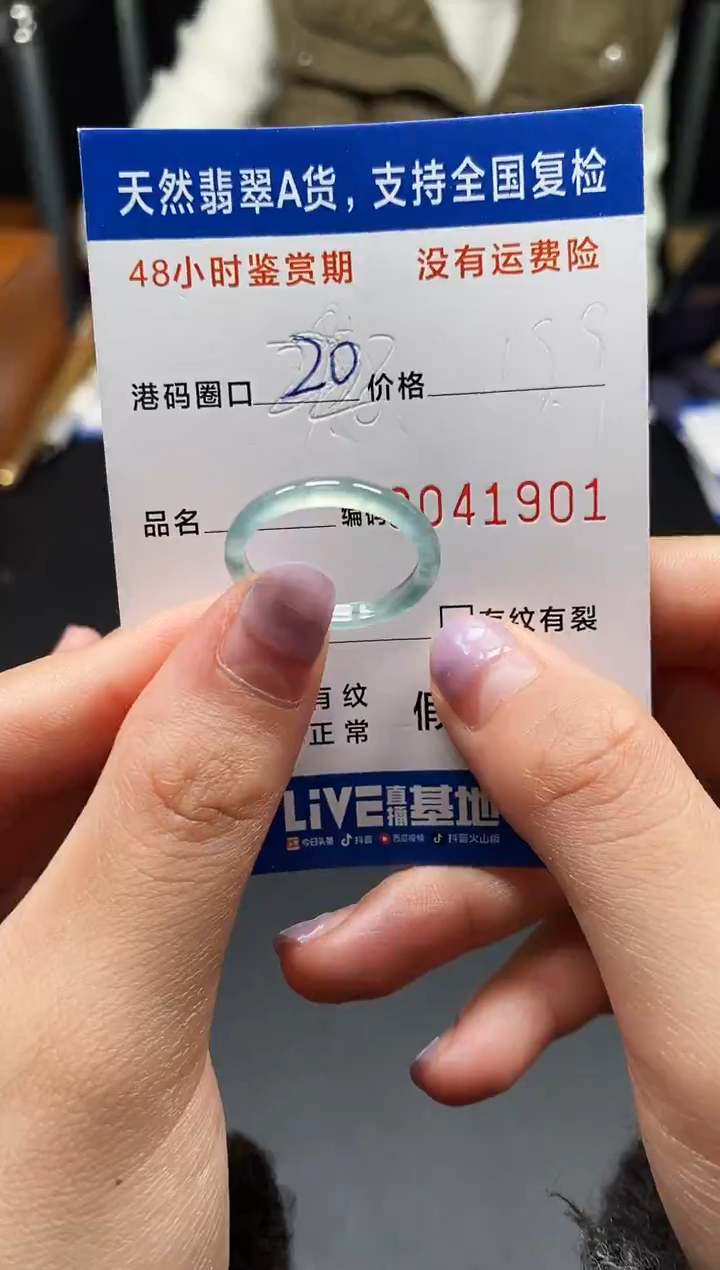 天然翡翠A货，支持全国复检
48小时鉴赏期 没有运费险
港码圈口 20 价格
品名 编码 041901
有纹有裂
有纹
正常 假
LiVE直播基地
今日头条 抖音 西瓜视频 抖音火山版